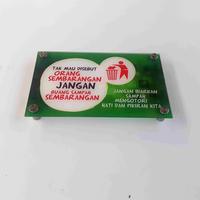 TAK MAU DISEBUT
ORANG
SEMBARANGAN
JANGAN
BUANG SAMPAH
SEMBARANGAN
JANGAN BIARKAN
SAMPAH
MENGOTORI
HATI DAN PIKIRAN KITA